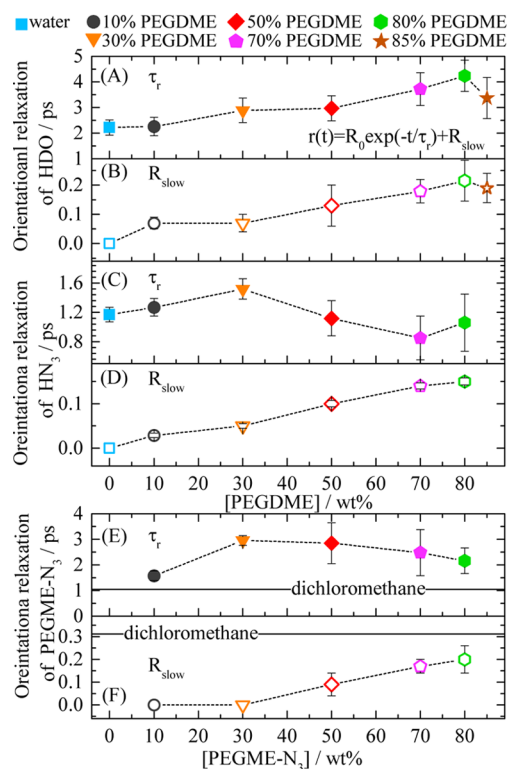 water 10% PEGDME 50% PEGDME 80% PEGDME
30% PEGDME 70% PEGDME 85% PEGDME
Orientatioanl relaxation
of HDO / ps
5
4
3
2
1
(A) τr
r(t)=R0exp(-t/τr)+Rslow
0.2
0.1
0.0
(B) Rslow
Oreintationa relaxation
of HN3 / ps
1.6
1.2
0.8
(C) τr
0.1
0.0
(D) Rslow
0 10 20 30 40 50 60 70 80
[PEGDME] / wt%
Oreintationa relaxation
of PEGME-N3 / ps
4
3
2
1
0
(E) τr
dichloromethane
0.3
0.2
0.1
0.0
dichloromethane
Rslow
(F)
0 10 20 30 40 50 60 70 80
[PEGME-N3] / wt%